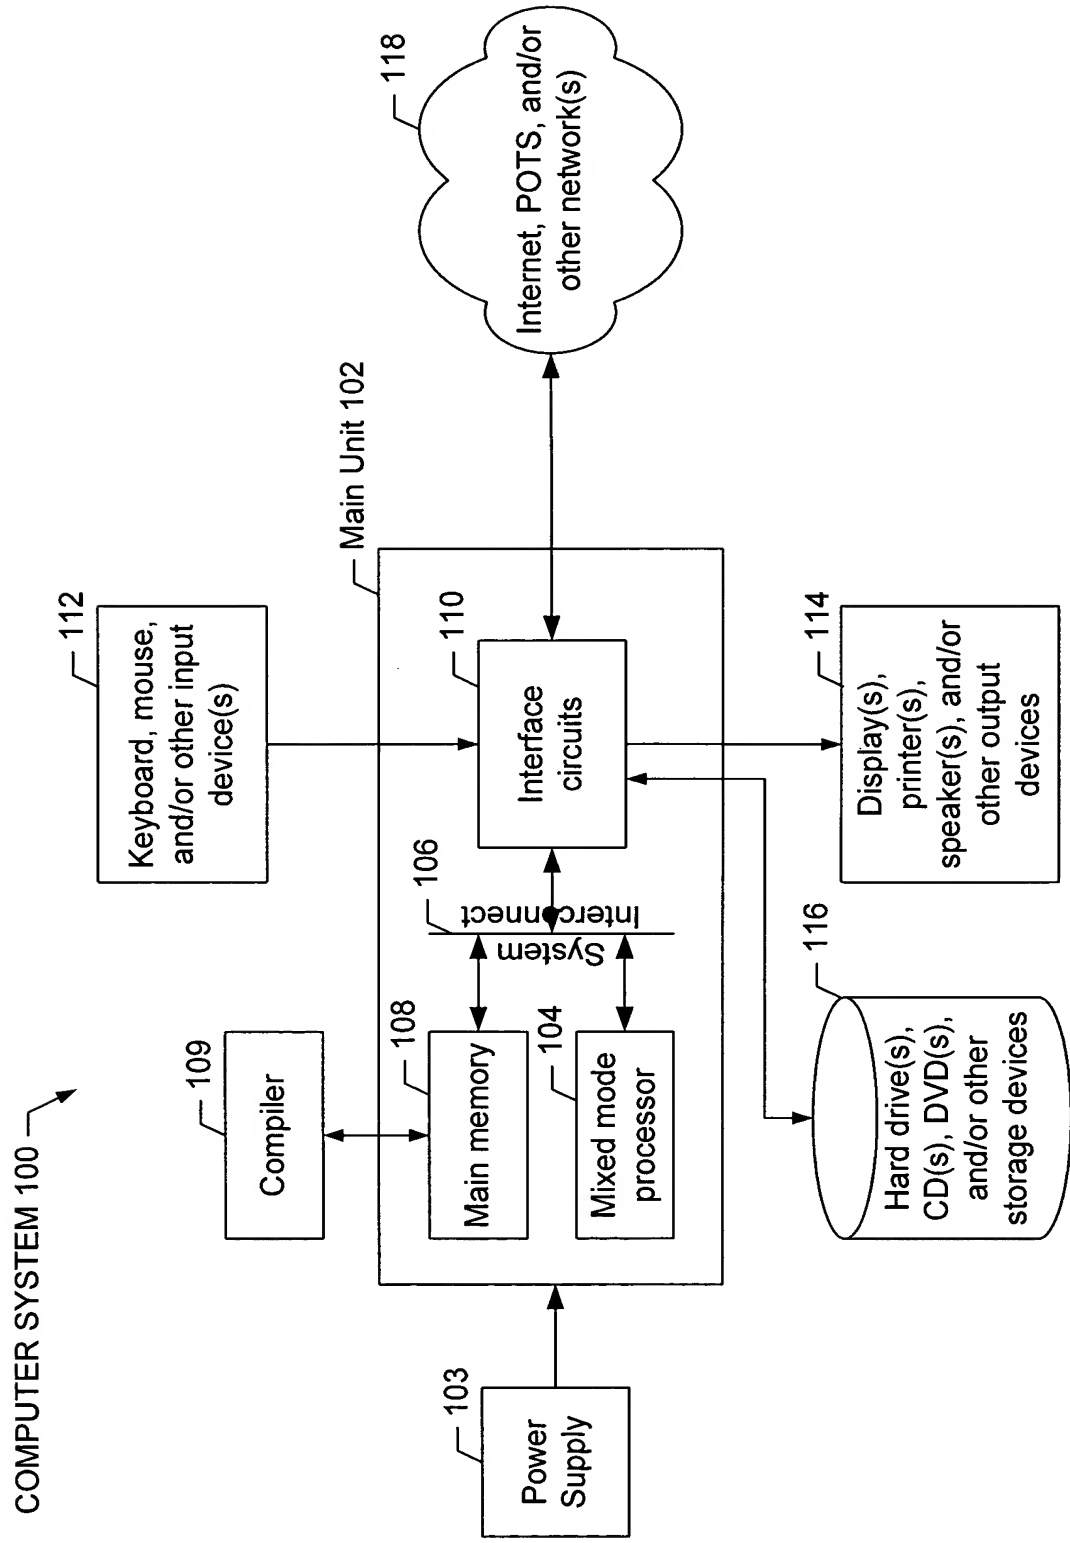 COMPUTER SYSTEM 100
109
Compiler
112
Keyboard, mouse,
and/or other input
device(s)
Main Unit 102
118
Internet, POTS, and/or
other network(s)
103
Power
Supply
108
Main memory
104
Mixed mode
processor
106
System
Interconnect
110
Interface
circuits
116
Hard drive(s),
CD(s), DVD(s),
and/or other
storage devices
114
Display(s),
printer(s),
speaker(s), and/or
other output
devices